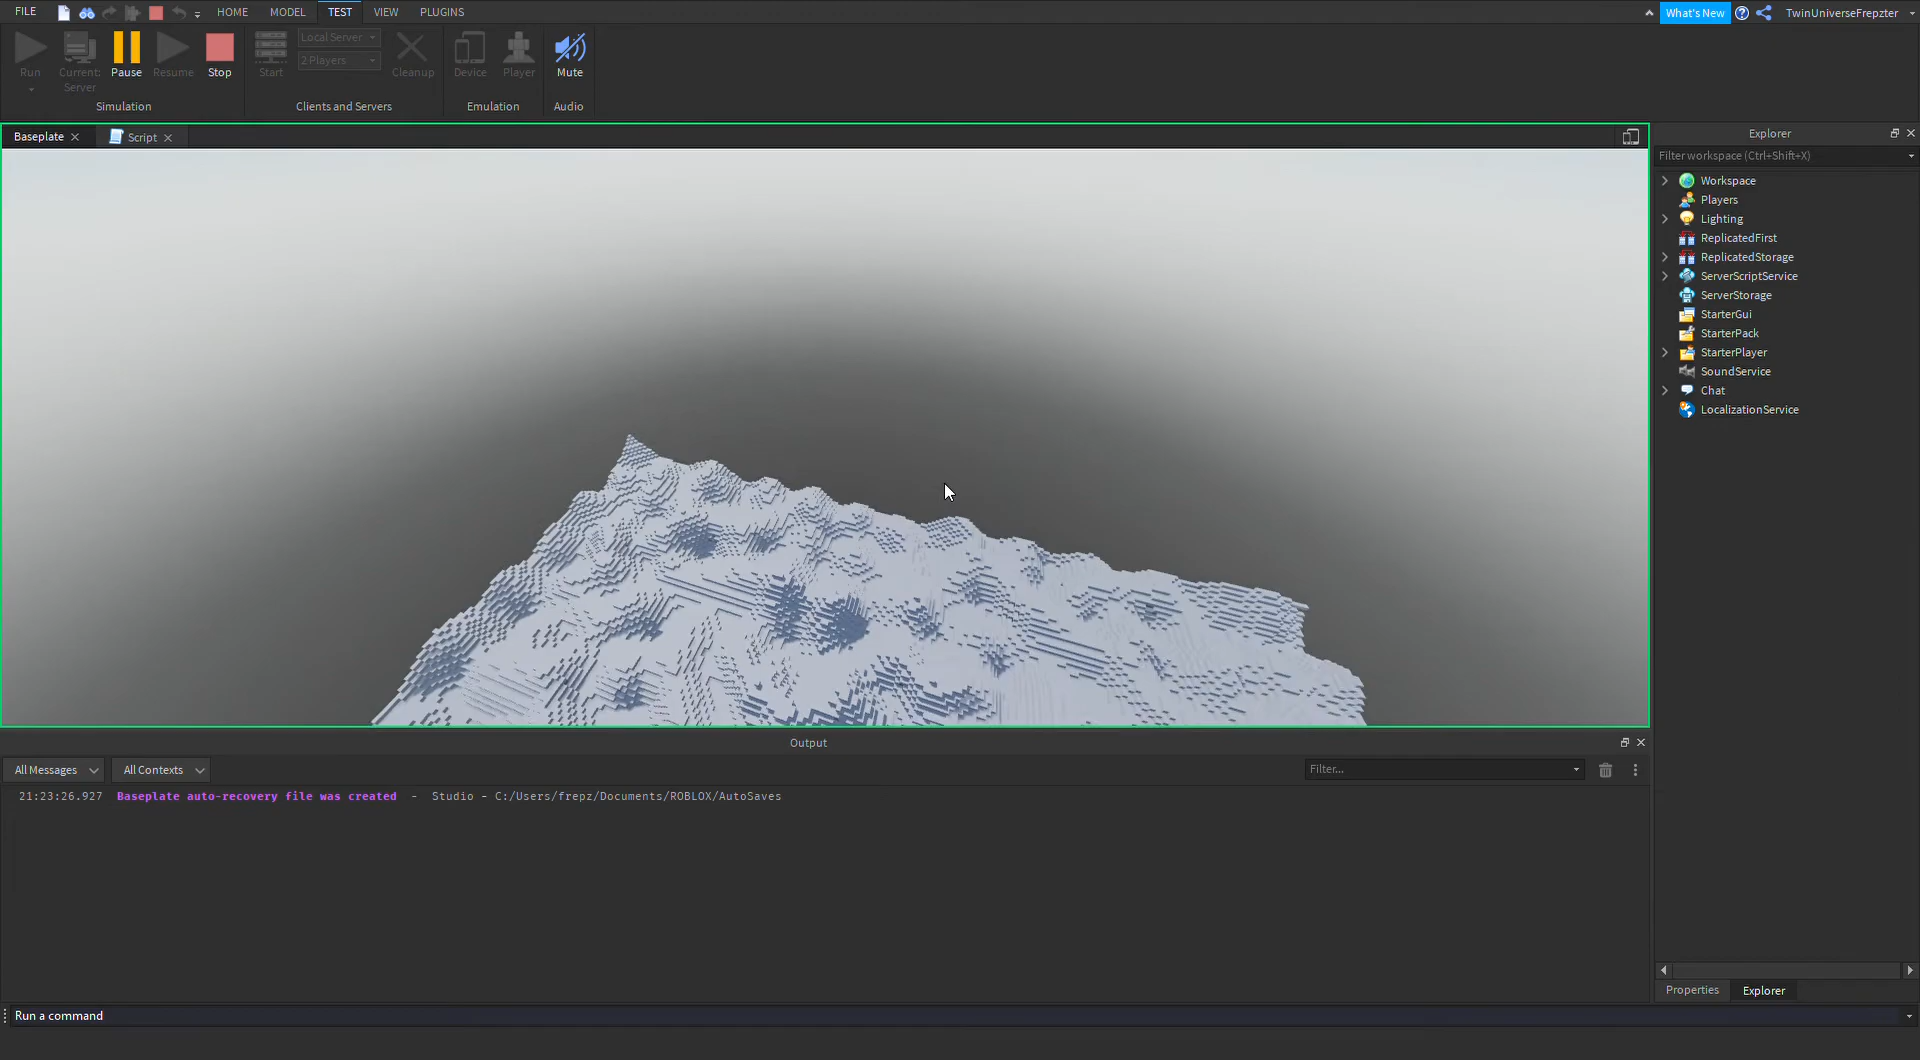 FILE HOME MODEL TEST VIEW PLUGINS What's New TwinUniverseFrepzter
Run Current: Server Pause Resume Stop Start Local Server 2 Players Cleanup Device Player Mute
Simulation Clients and Servers Emulation Audio
Baseplate Script
Explorer
Filter workspace (Ctrl+Shift+X)
Workspace
Players
Lighting
ReplicatedFirst
ReplicatedStorage
ServerScriptService
ServerStorage
StarterGui
StarterPack
StarterPlayer
SoundService
Chat
LocalizationService
Output
All Messages All Contexts Filter...
21:23:26.927 Baseplate auto-recovery file was created - Studio - C:/Users/frepz/Documents/ROBLOX/AutoSaves
Properties Explorer
Run a command